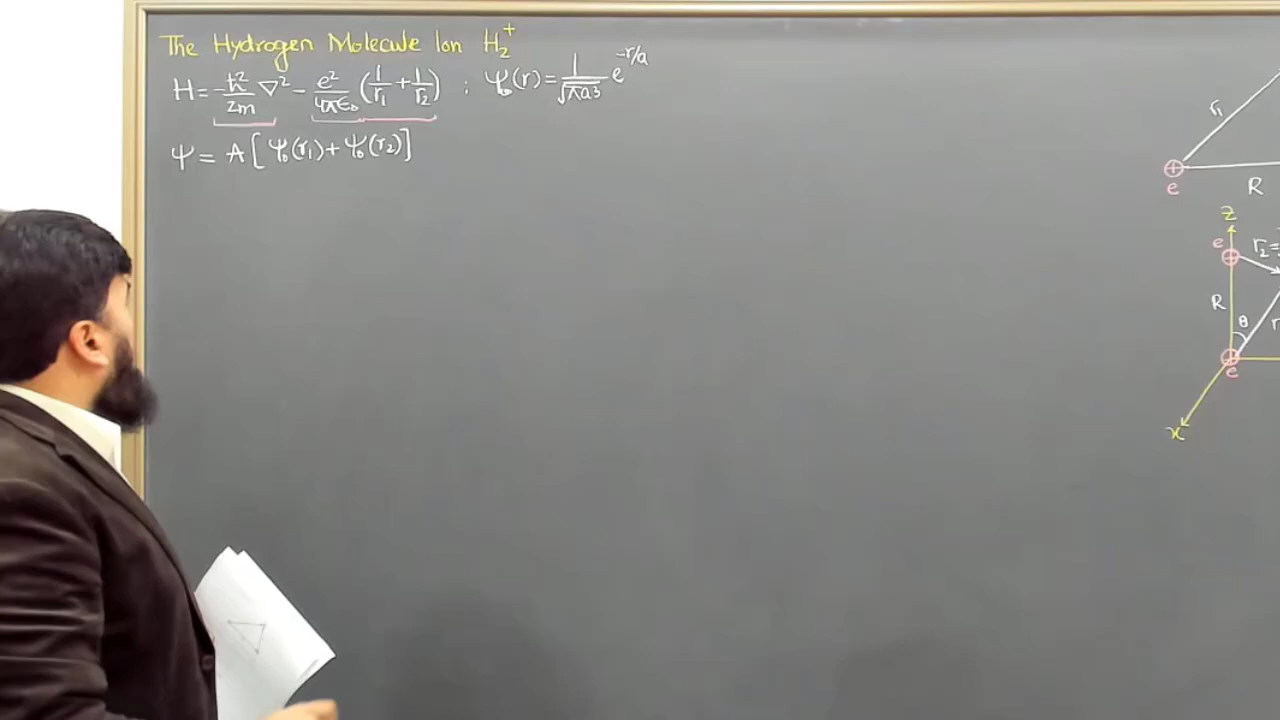 The Hydrogen Molecule Ion H₂⁺
H = -ħ²/2m ∇² - e²/4πϵ₀ (1/r₁ + 1/r₂) ; ψ₀(r) = 1/√πa³ e^(-r/a)
ψ = A [ψ₀(r₁) + ψ₀(r₂)]
r₁
⊕
e
R
z
e
⊕
r₂ =
R
θ
r
⊕
e
x